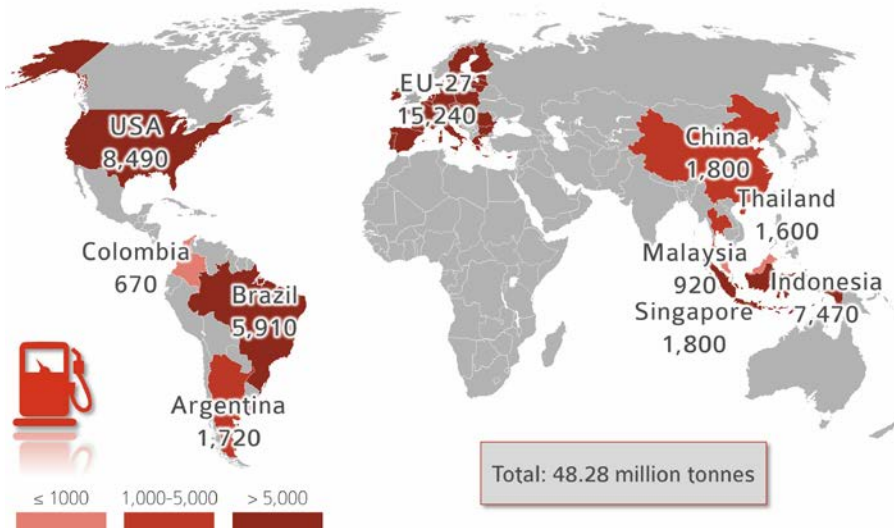 USA
8,490
EU-27
15,240
China
1,800
Thailand
1,600
Colombia
670
Malaysia
920
Indonesia
7,470
Brazil
5,910
Singapore
1,800
Argentina
1,720
Total: 48.28 million tonnes
≤ 1000
1,000-5,000
> 5,000